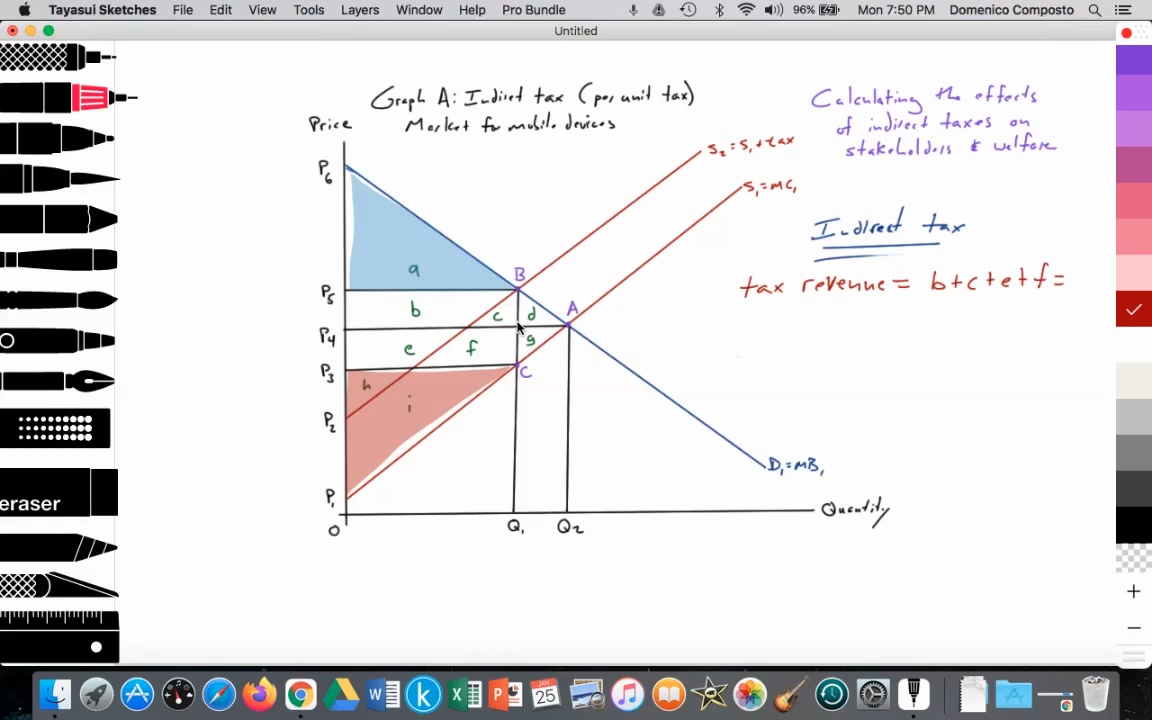 Tayasui Sketches File Edit View Tools Layers Window Help Pro Bundle 96% Mon 7:50 PM Domenico Composto
Untitled
Graph A: Indirect tax (per unit tax)
Market for mobile devices
Calculating the effects
of indirect taxes on
stakeholders & welfare
Price
S2 = S1 + tax
S1 = MC1
P6
Indirect tax
a
B
tax revenue = b+c+e+f=
P5
b
c
d
A
P4
e
f
g
P3
C
h
i
P2
D1 = MB1
P1
0
Q1
Q2
Quantity
eraser
JAN
25